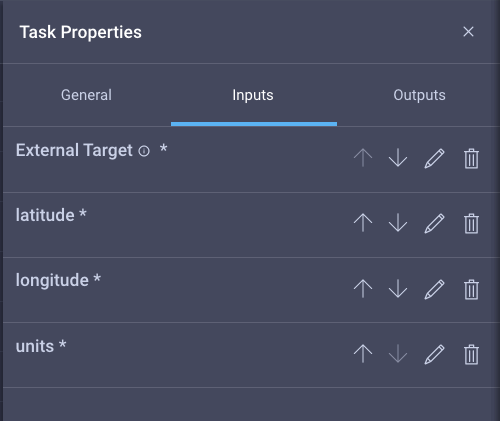 Task Properties
General Inputs Outputs
External Target *
latitude *
longitude *
units *